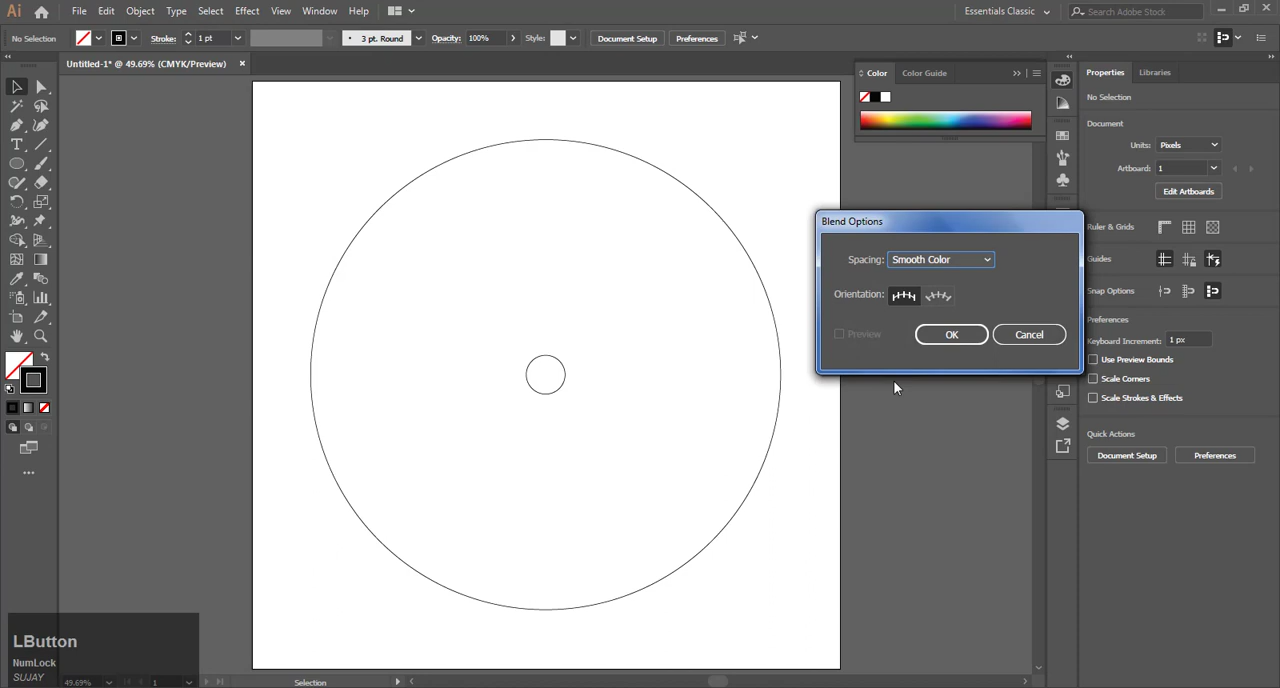 Ai File Edit Object Type Select Effect View Window Help Essentials Classic Search Adobe Stock
No Selection Stroke: 1 pt 3 pt. Round Opacity: 100% Style: Document Setup Preferences
Untitled-1* @ 49.69% (CMYK/Preview)
Color Color Guide Properties Libraries
No Selection
Document
Units: Pixels
Artboard: 1
Edit Artboards
Blend Options
Ruler & Grids
Spacing: Smooth Color
Guides
Orientation:
Snap Options
Preview OK Cancel
Preferences
Keyboard Increment: 1 px
Use Preview Bounds
Scale Corners
Scale Strokes & Effects
Quick Actions
Document Setup Preferences
LButton
NumLock
SUJAY
49.69% 1 Selection